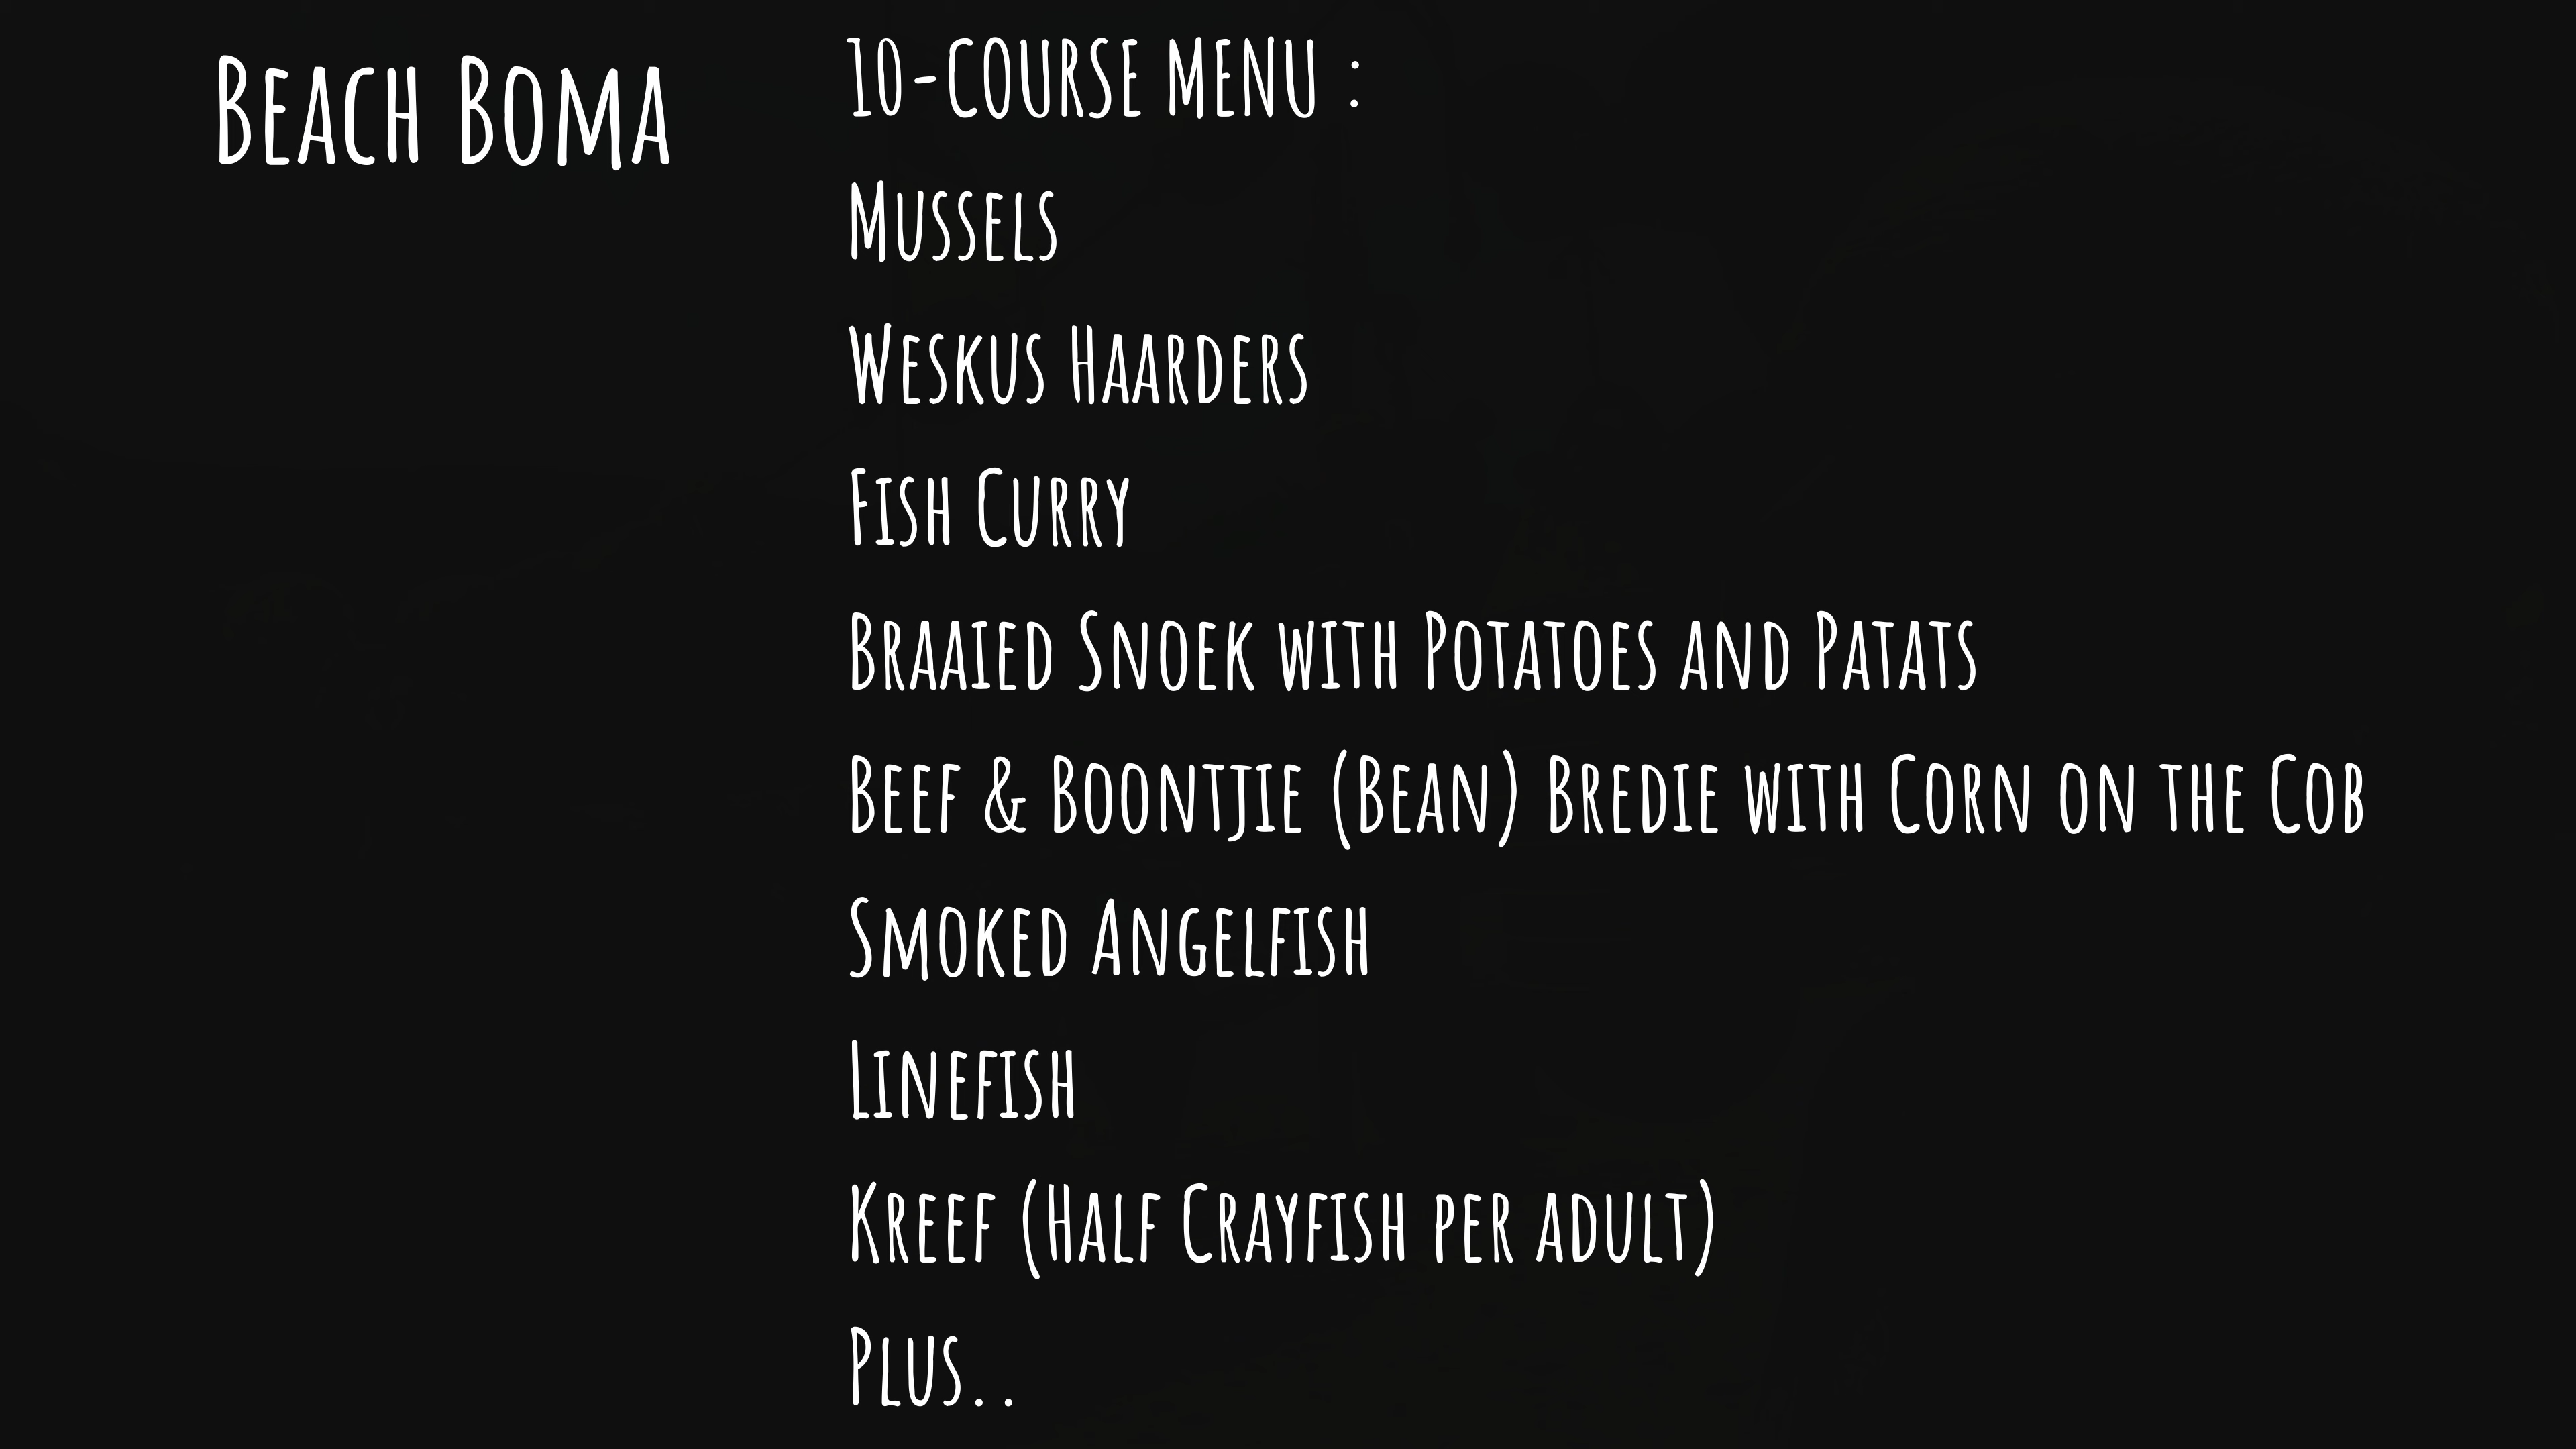 Beach Boma
10-COURSE MENU :
Mussels
Weskus Haarders
Fish Curry
Braaied Snoek with Potatoes and Patats
Beef & Boontjie (Bean) Bredie with Corn on the Cob
Smoked Angelfish
Linefish
Kreef (Half Crayfish per adult)
Plus..